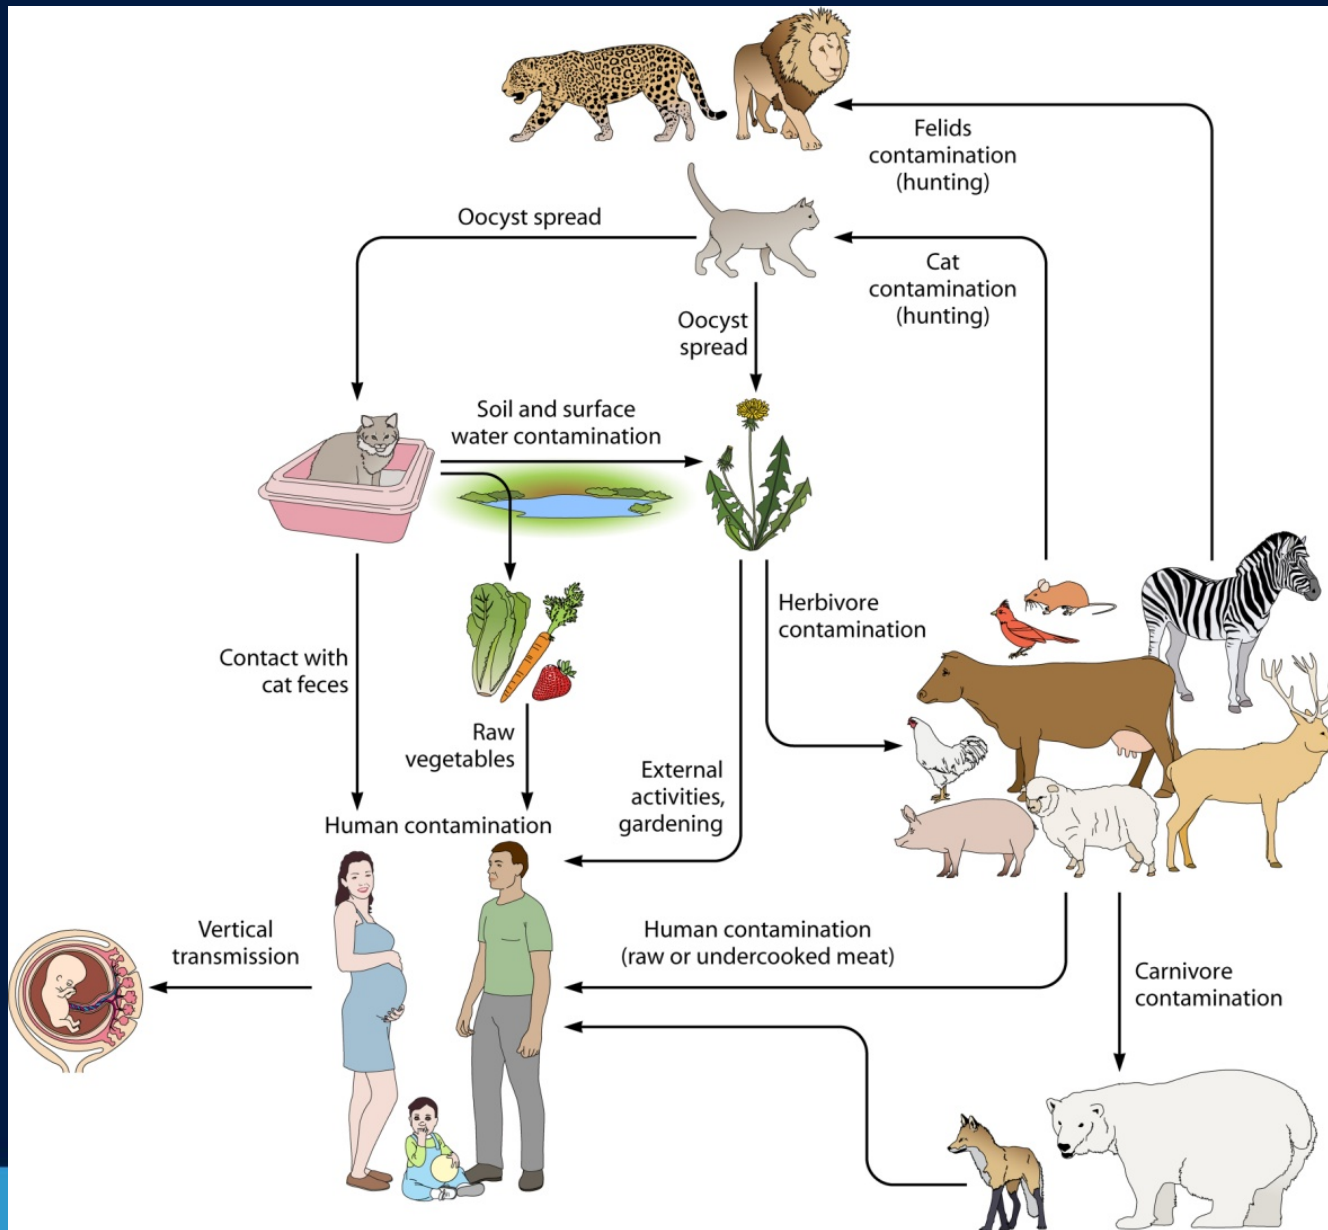 Felids
contamination
(hunting)
Oocyst spread
Cat
contamination
(hunting)
Oocyst
spread
Soil and surface
water contamination
Herbivore
contamination
Contact with
cat feces
Raw
vegetables
External
activities,
gardening
Human contamination
Vertical
transmission
Human contamination
(raw or undercooked meat)
Carnivore
contamination